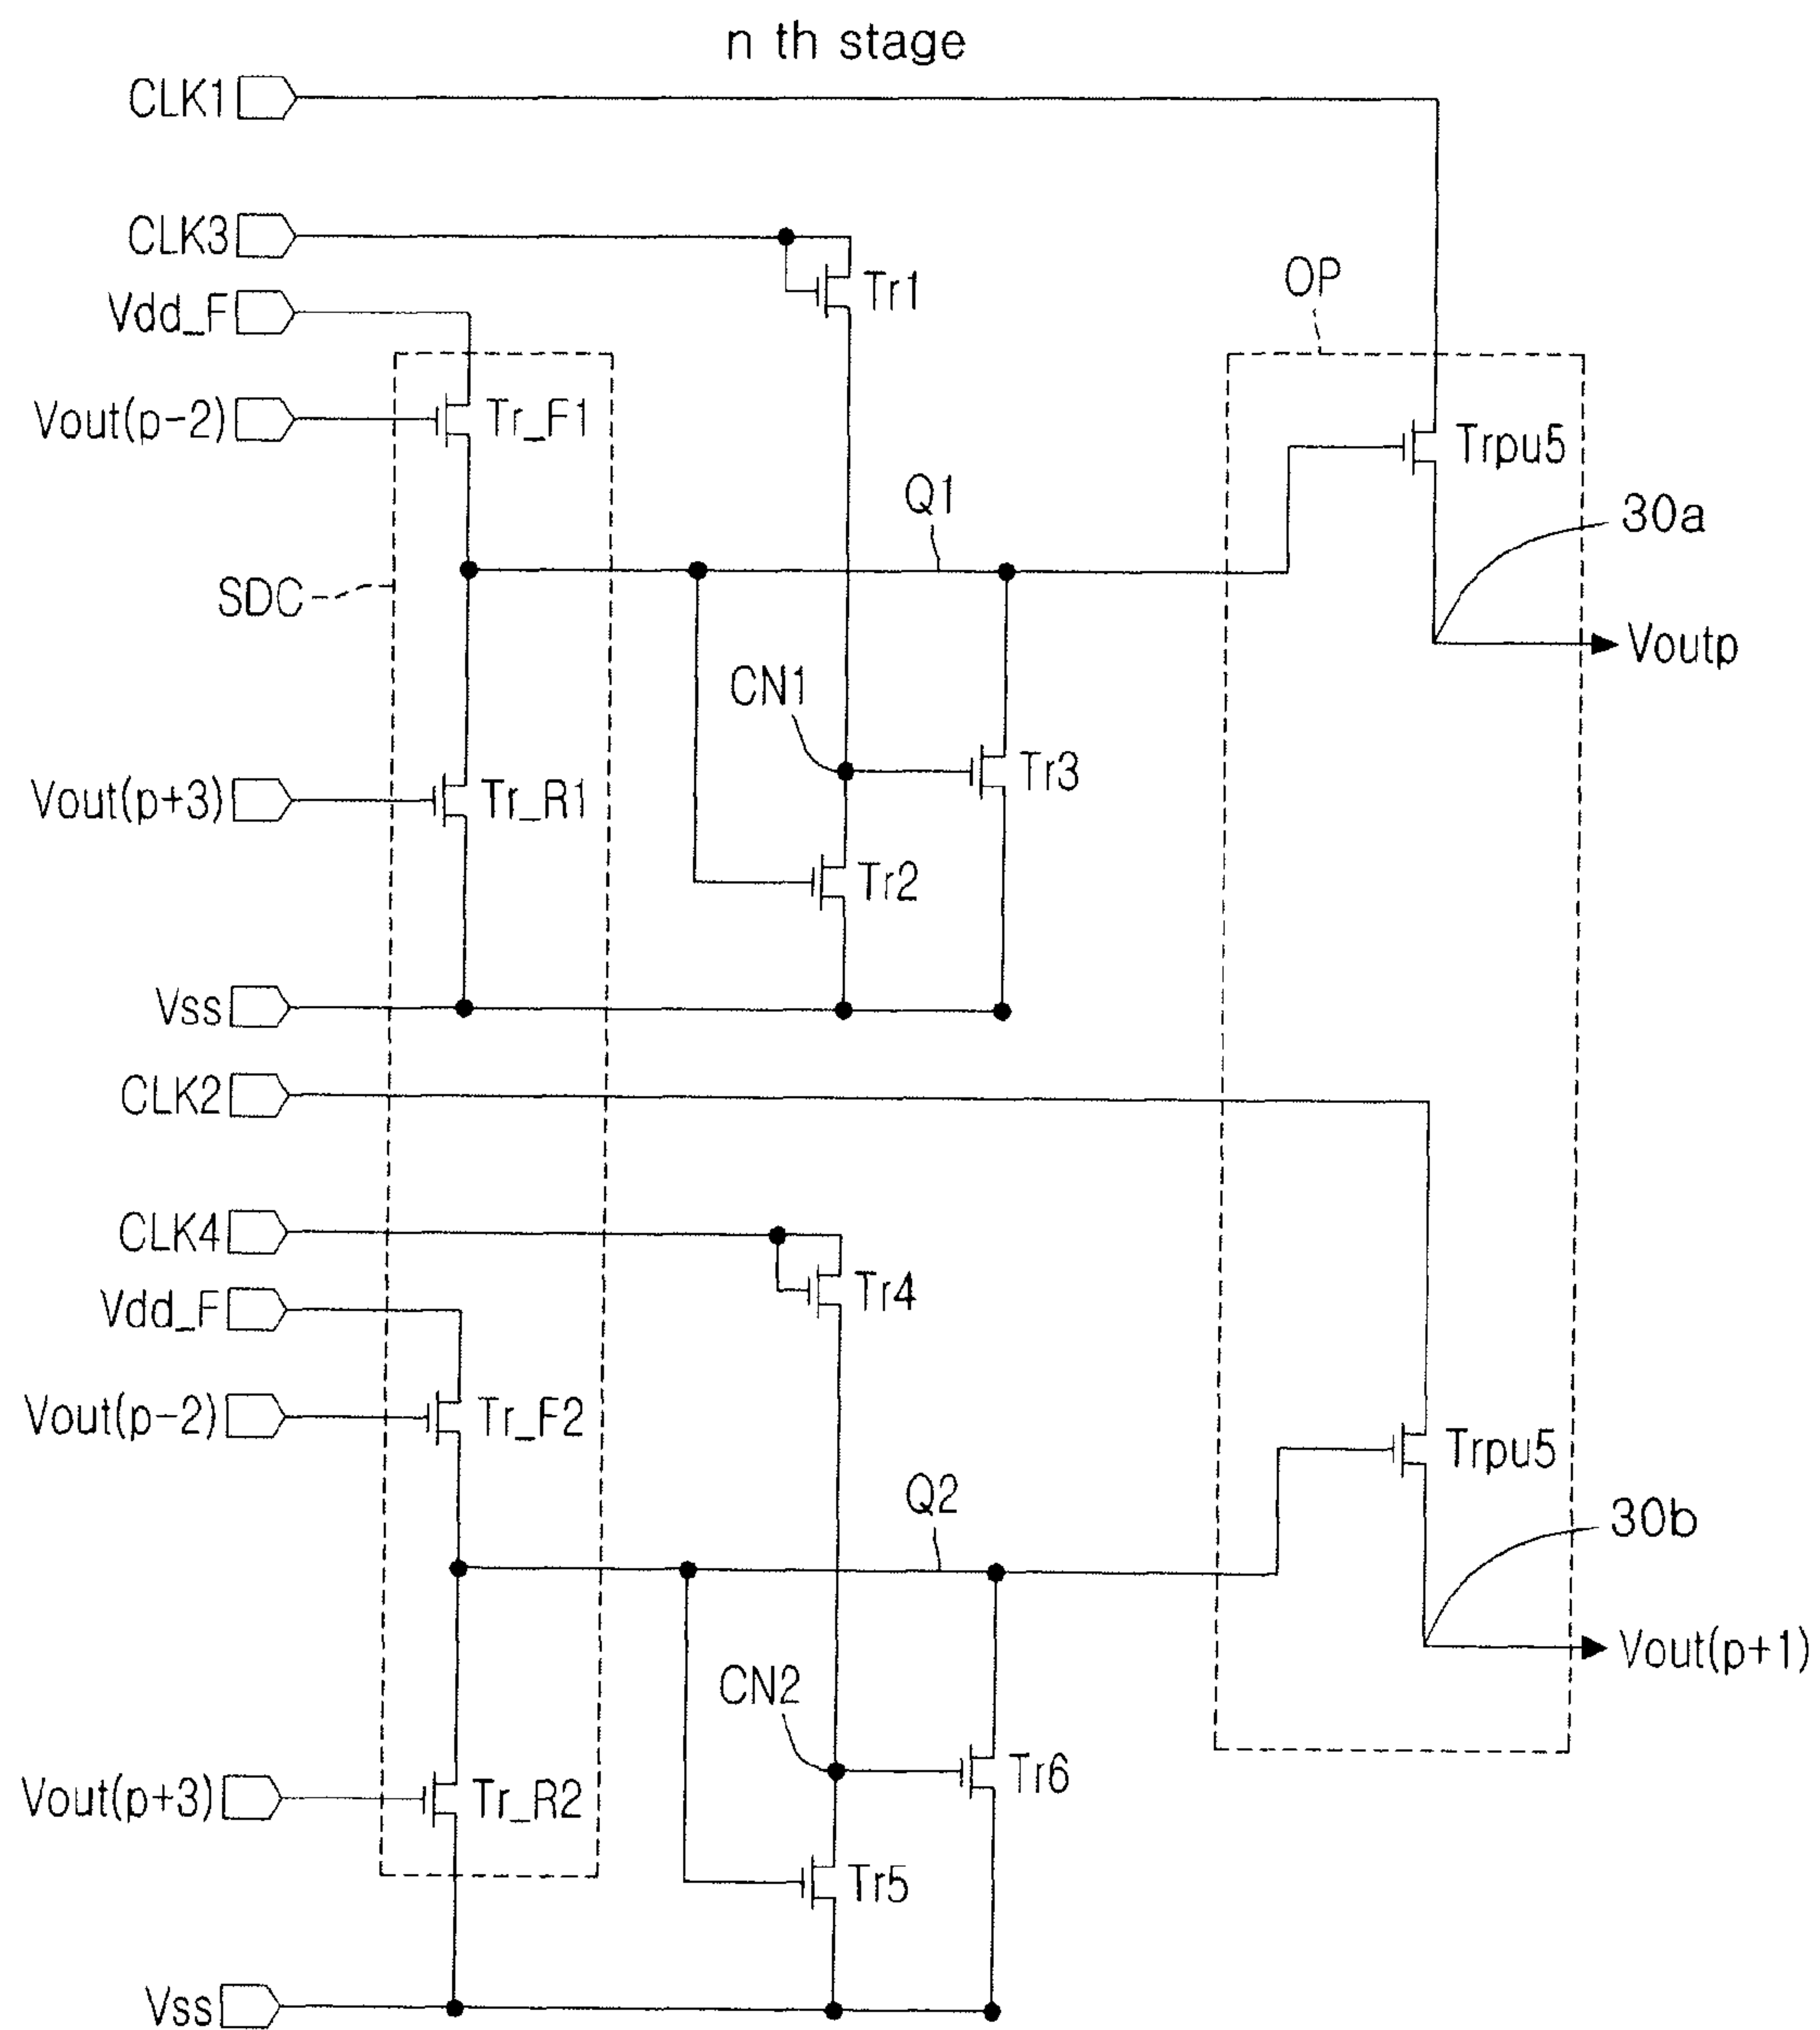 n th stage
CLK1
CLK3
Tr1
OP
Vdd_F
Vout(p-2)
Tr_F1
Trpu5
Q1
30a
SDC
Voutp
CN1
Vout(p+3)
Tr_R1
Tr3
Tr2
Vss
CLK2
CLK4
Tr4
Vdd_F
Vout(p-2)
Tr_F2
Trpu5
Q2
30b
Vout(p+1)
CN2
Vout(p+3)
Tr_R2
Tr6
Tr5
Vss